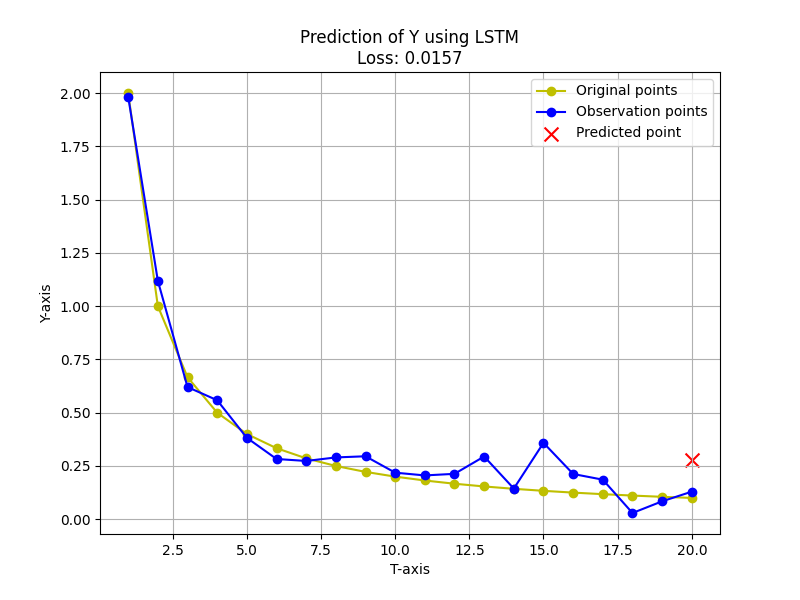 Prediction of Y using LSTM
Loss: 0.0157
Original points
Observation points
Predicted point
Y-axis
2.00
1.75
1.50
1.25
1.00
0.75
0.50
0.25
0.00
2.5 5.0 7.5 10.0 12.5 15.0 17.5 20.0
T-axis